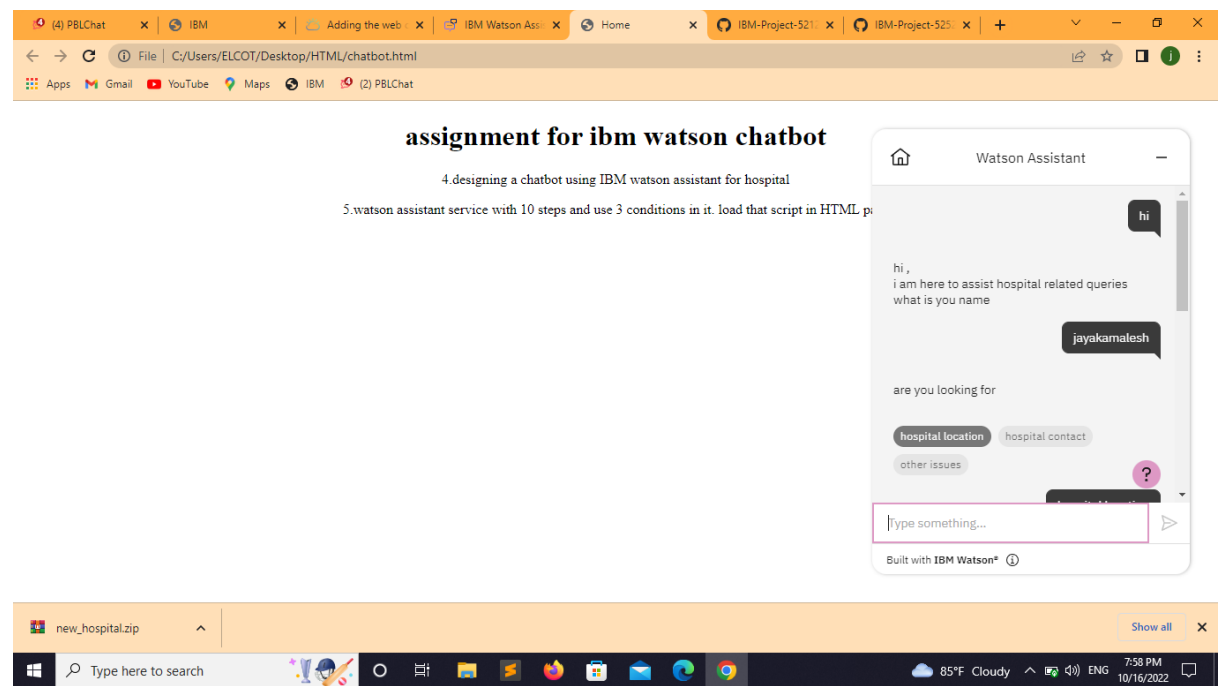 (4) PBLChat
IBM
Adding the web c
IBM Watson Assi
Home
IBM-Project-5212
IBM-Project-525
File | C:/Users/ELCOT/Desktop/HTML/chatbot.html
j
Apps
Gmail
YouTube
Maps
IBM
(2) PBLChat
assignment for ibm watson chatbot
4.designing a chatbot using IBM watson assistant for hospital
5.watson assistant service with 10 steps and use 3 conditions in it. load that script in HTML pa
Watson Assistant
hi
hi ,
i am here to assist hospital related queries
what is you name
jayakamalesh
are you looking for
hospital location
hospital contact
other issues
?
Type something...
Built with IBM Watson®
new_hospital.zip
Show all
Type here to search
85°F Cloudy
ENG
7:58 PM
10/16/2022